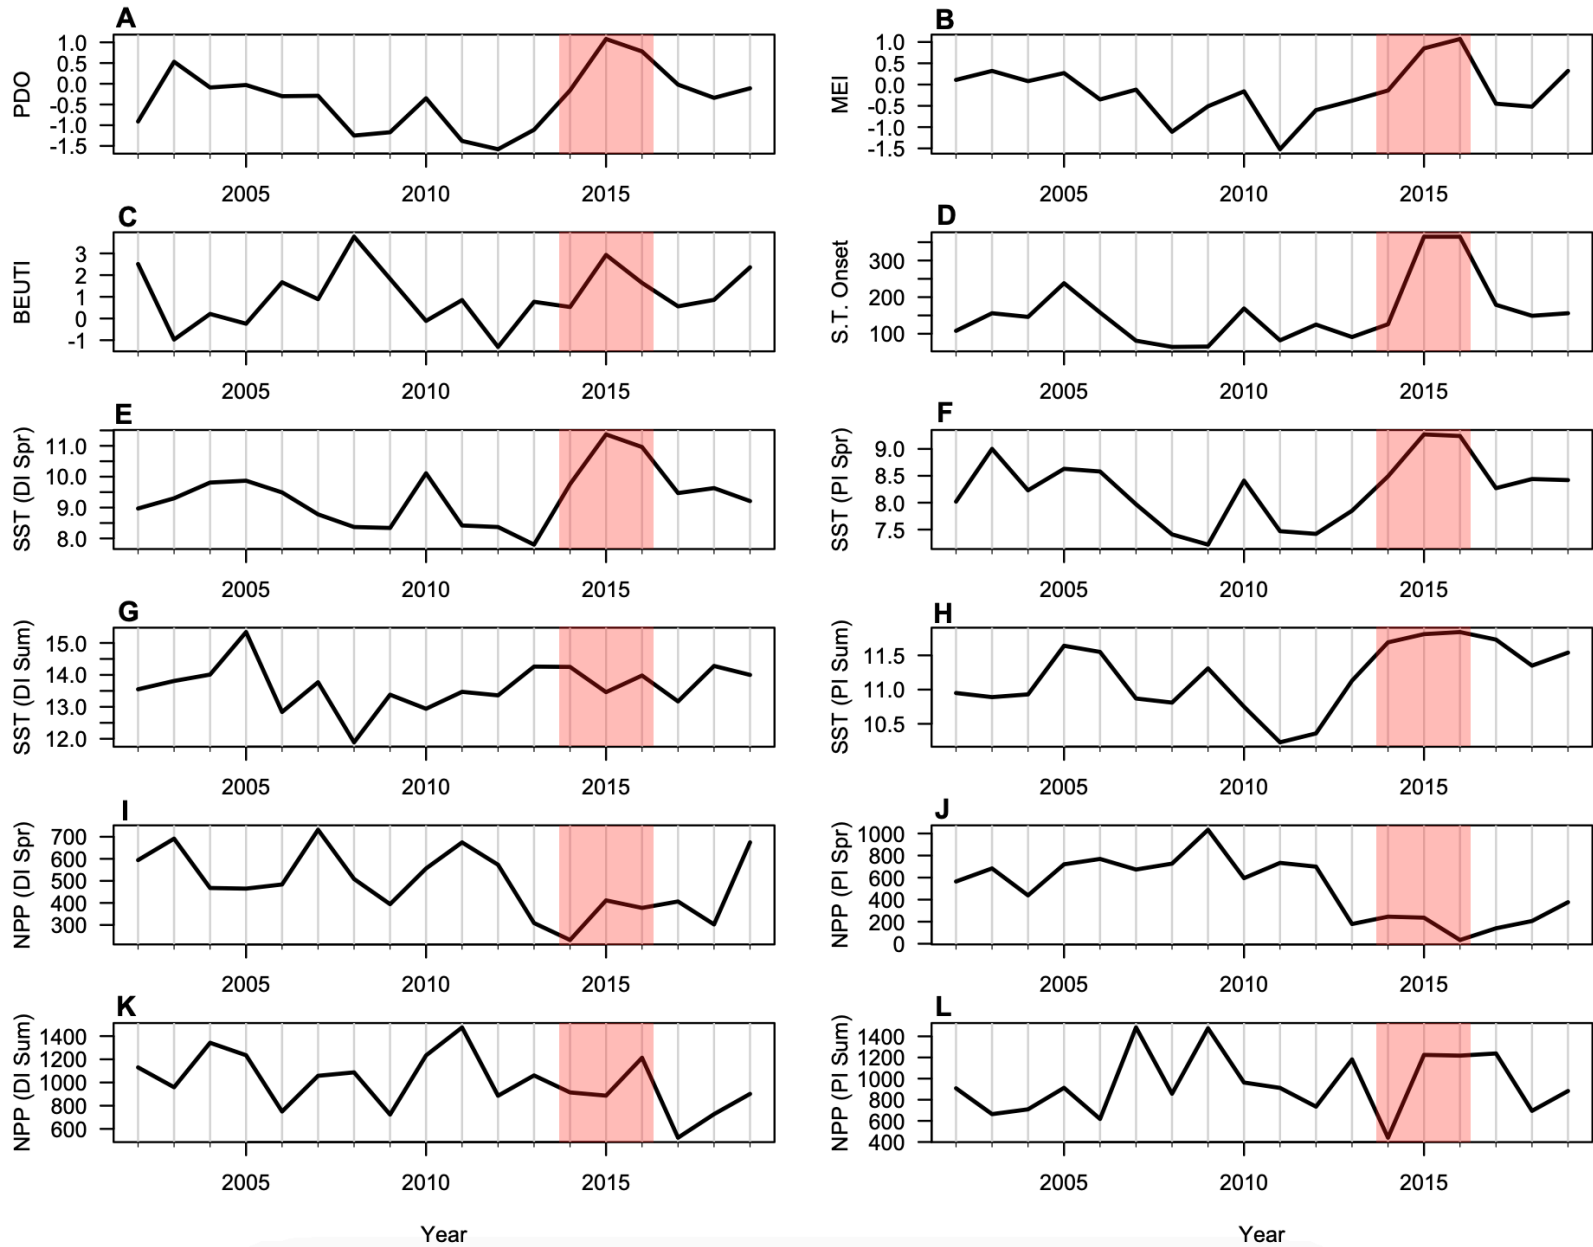 A
PDO
1.0
0.5
0.0
-0.5
-1.0
-1.5
2005 2010 2015
B
MEI
1.0
0.5
0.0
-0.5
-1.0
-1.5
2005 2010 2015
C
BEUTI
3
2
1
0
-1
2005 2010 2015
D
S.T. Onset
300
200
100
2005 2010 2015
E
SST (DI Spr)
11.0
10.0
9.0
8.0
2005 2010 2015
F
SST (PI Spr)
9.0
8.5
8.0
7.5
2005 2010 2015
G
SST (DI Sum)
15.0
14.0
13.0
12.0
2005 2010 2015
H
SST (PI Sum)
11.5
11.0
10.5
2005 2010 2015
I
NPP (DI Spr)
700
600
500
400
300
2005 2010 2015
J
NPP (PI Spr)
1000
800
600
400
200
0
2005 2010 2015
K
NPP (DI Sum)
1400
1200
1000
800
600
2005 2010 2015
Year
L
NPP (PI Sum)
1400
1200
1000
800
600
400
2005 2010 2015
Year